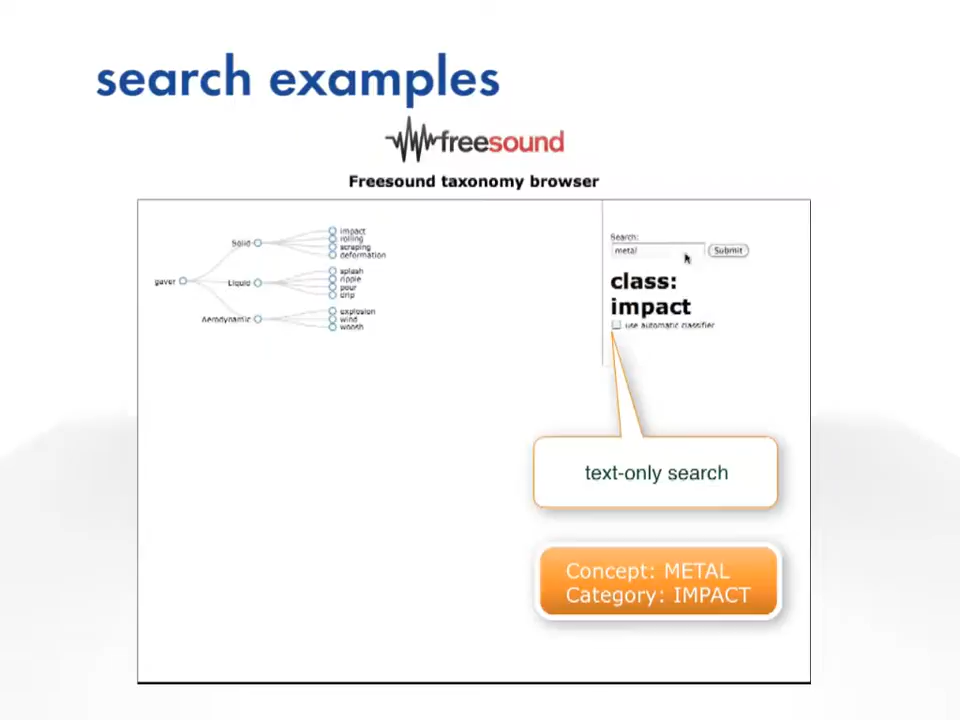 search examples
freesound
Freesound taxonomy browser
gaver
Solid
impact
rolling
scraping
deformation
Liquid
splash
ripple
pour
drip
Aerodynamic
explosion
wind
woosh
Search:
metal
Submit
class:
impact
use automatic classifier
text-only search
Concept: METAL
Category: IMPACT